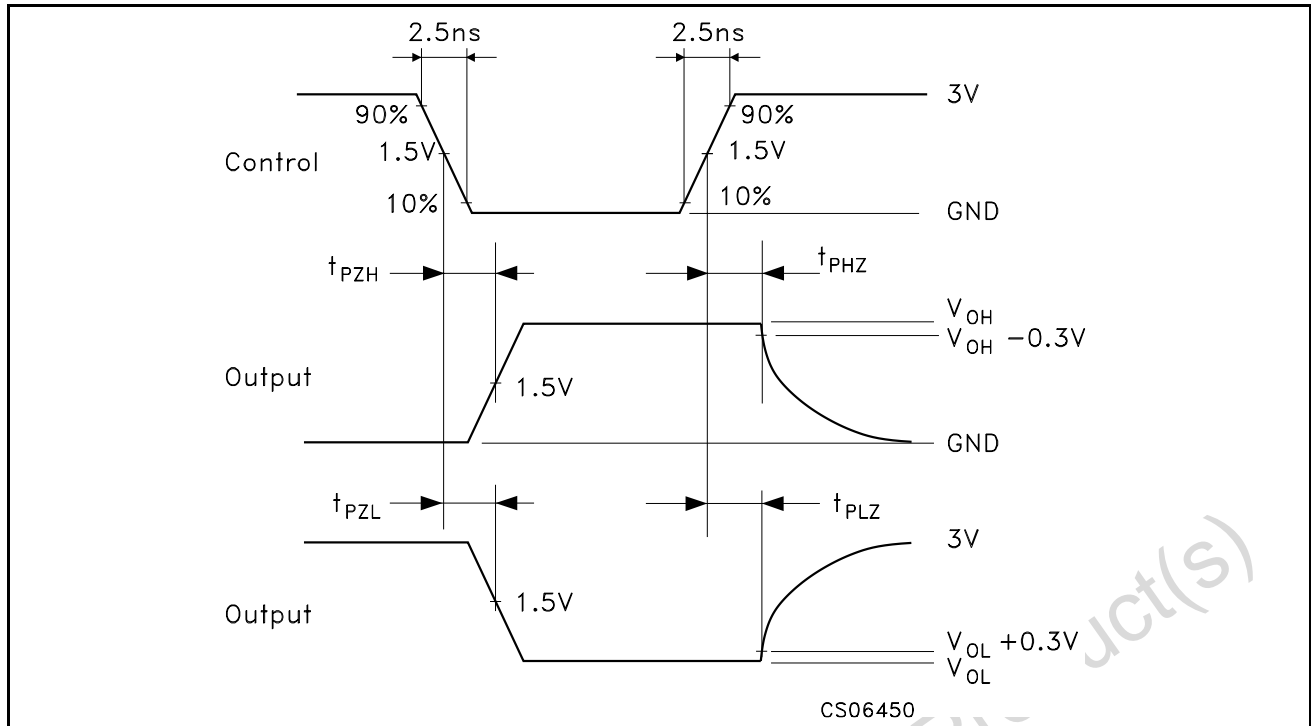 2.5ns 2.5ns
3V
90% 90%
1.5V 1.5V
Control
10% 10%
GND
tPZH tPHZ
VOH
VOH −0.3V
Output 1.5V
GND
tPZL tPLZ
3V
1.5V
Output
VOL +0.3V
VOL
CS06450
uct(s)